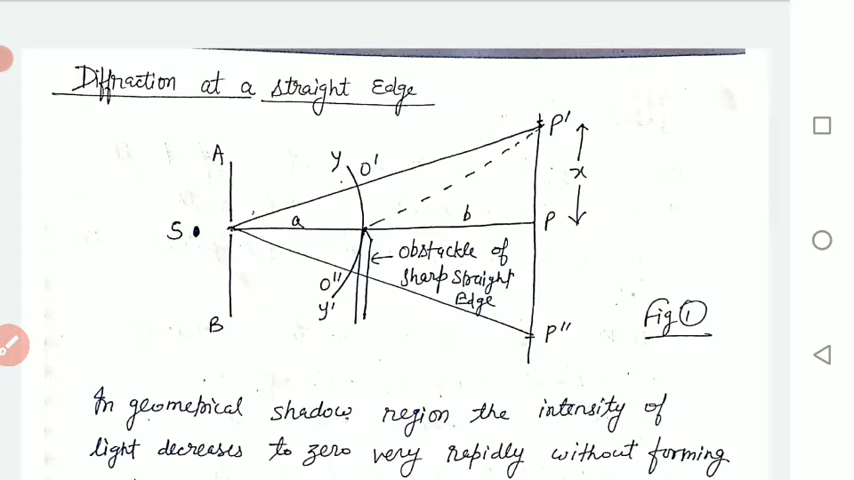 Diffraction at a straight Edge
P'
A
Y O'
x
a
b
P
S
Obstackle of
Sharp straight
Edge
O"
Y'
B
P"
Fig 1
In geometrical shadow region the intensity of
light decreases to zero very rapidly without forming